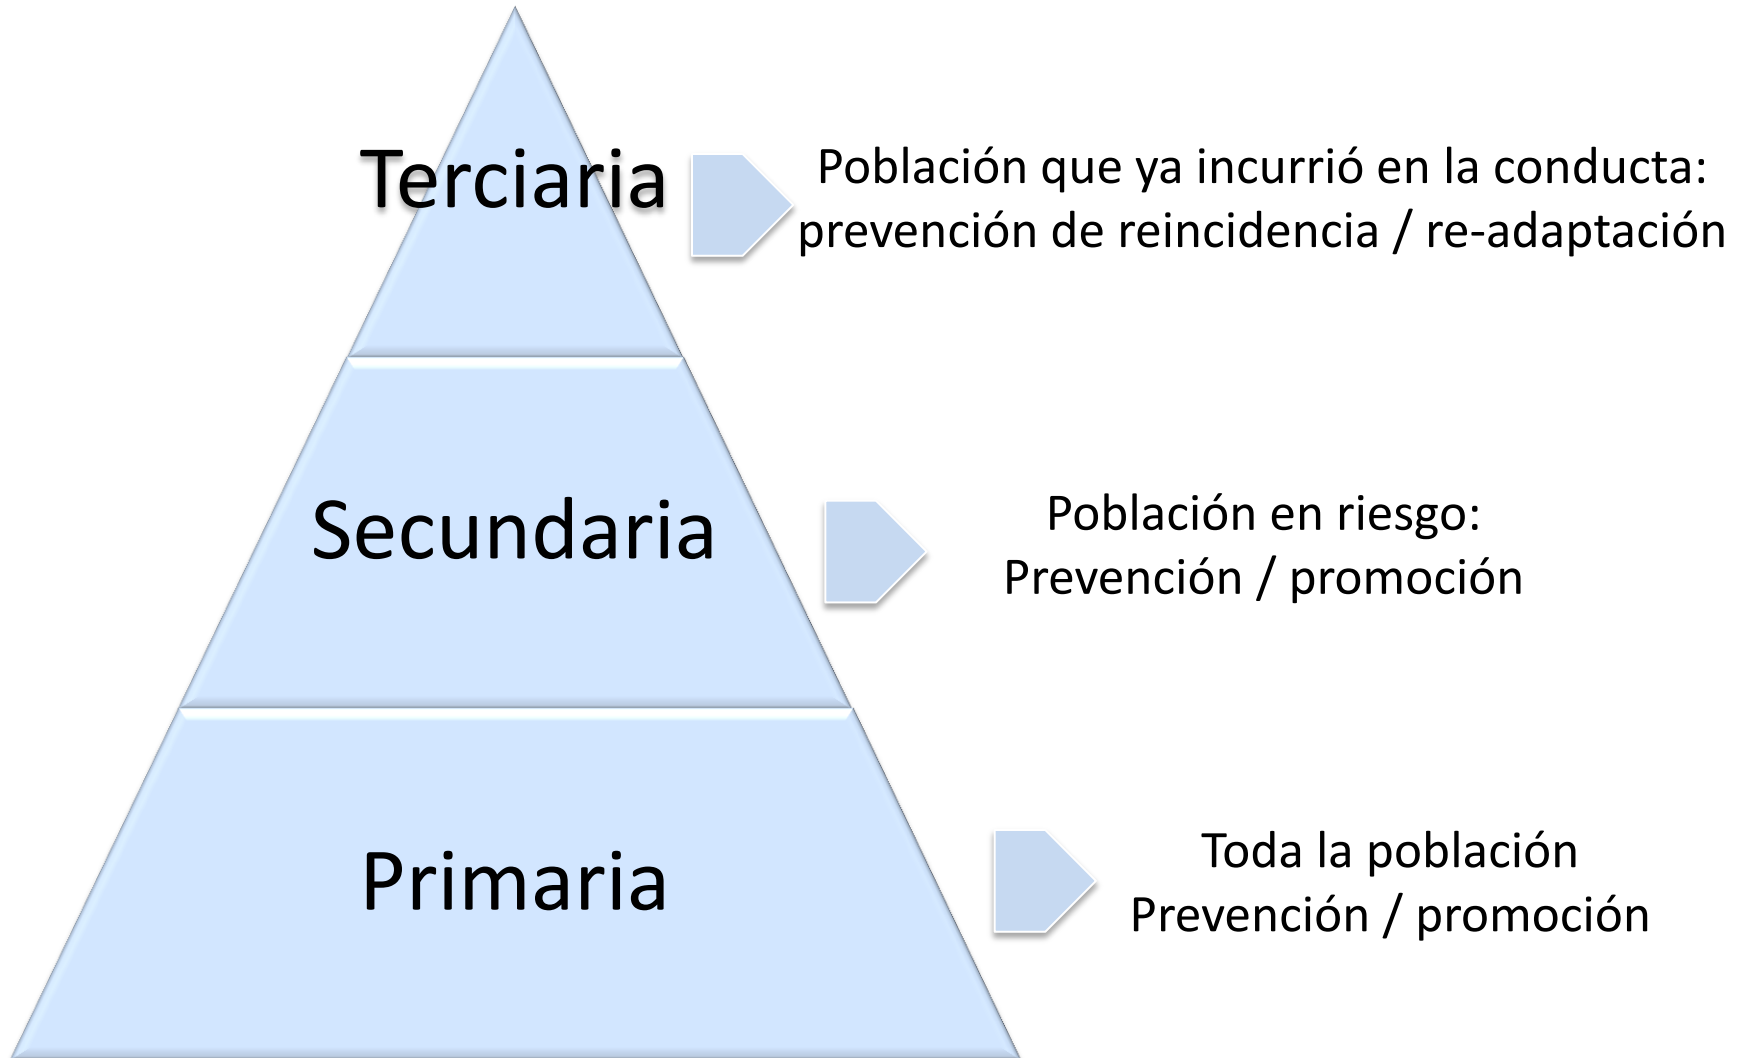 Terciaria
Población que ya incurrió en la conducta:
prevención de reincidencia / re-adaptación
Secundaria
Población en riesgo:
Prevención / promoción
Primaria
Toda la población
Prevención / promoción